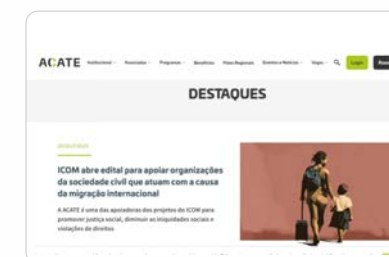 ACATE Institucional Associados Programas Benefícios Polos Regionais Eventos e Notícias Vagas Login
DESTAQUES
ICOM abre edital para apoiar organizações
da sociedade civil que atuam com a causa
da migração internacional
A ACATE é uma das apoiadoras dos projetos do ICOM para
promover justiça social, diminuir as iniquidades sociais e
violações de direitos